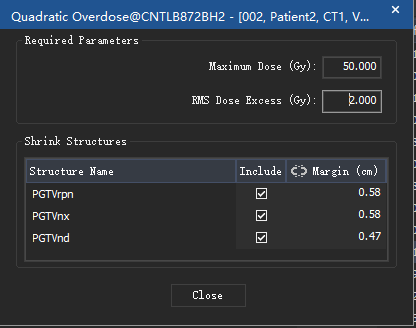 Quadratic Overdose@CNTLB872BH2 - [002, Patient2, CT1, V...
Required Parameters
Maximum Dose (Gy): 50.000
RMS Dose Excess (Gy): 2.000
Shrink Structures
Structure Name Include Margin (cm)
PGTVrpn 0.58
PGTVnx 0.58
PGTVnd 0.47
Close